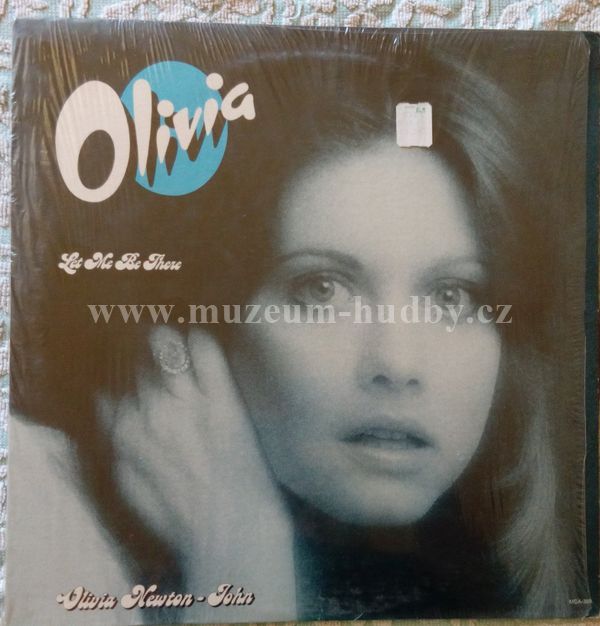 Olivia
Let Me Be There
www.muzeum-hudby.cz
Olivia Newton-John